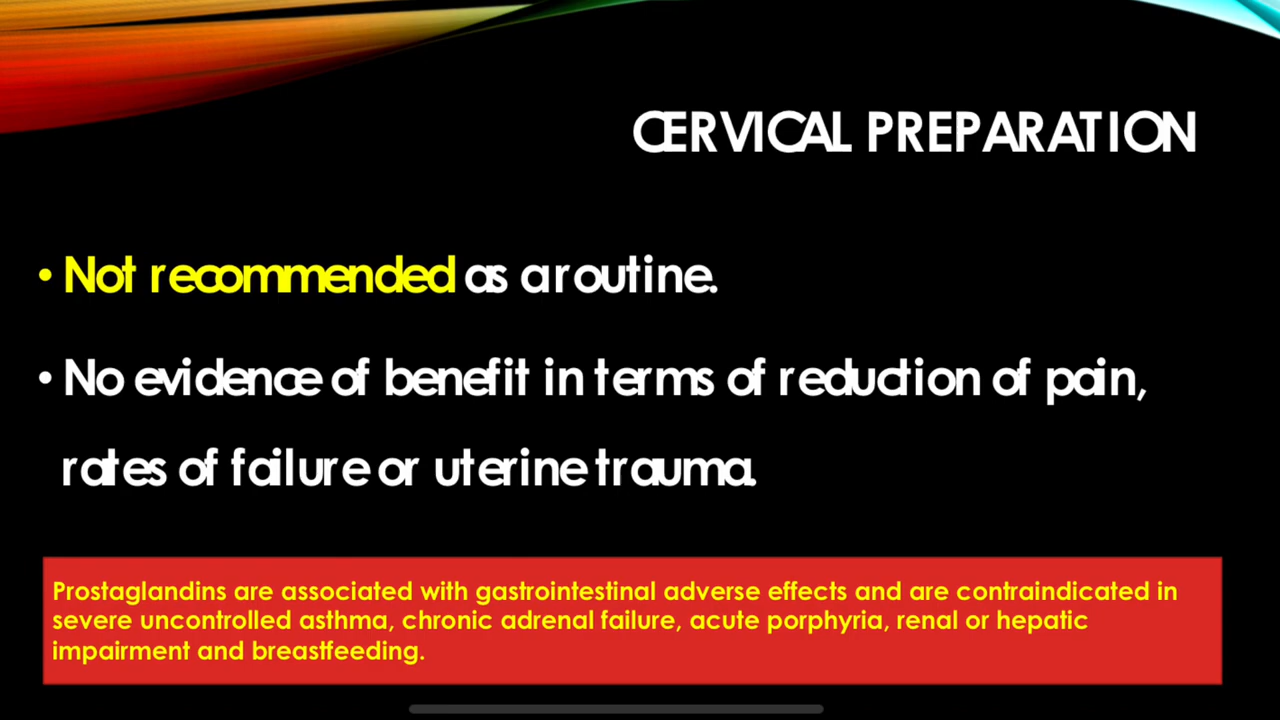 CERVICAL PREPARATION
• Not recommended as a routine.
• No evidence of benefit in terms of reduction of pain,
rates of failure or uterine trauma.
Prostaglandins are associated with gastrointestinal adverse effects and are contraindicated in
severe uncontrolled asthma, chronic adrenal failure, acute porphyria, renal or hepatic
impairment and breastfeeding.